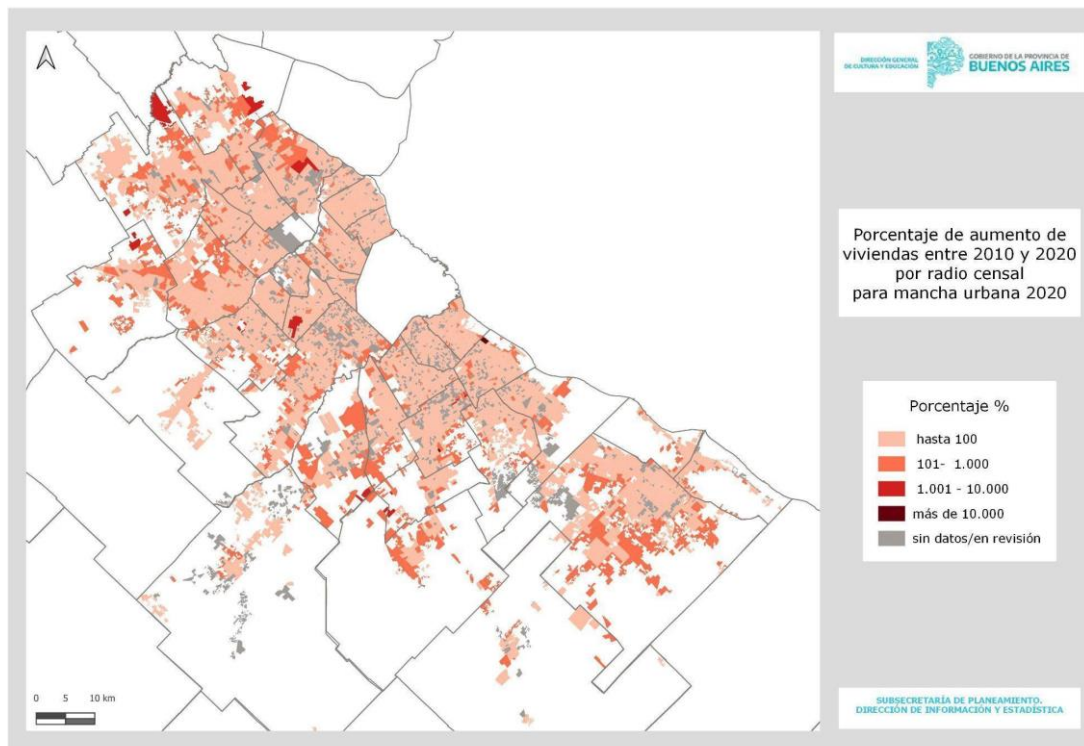 DIRECCIÓN GENERAL
DE CULTURA Y EDUCACIÓN
GOBIERNO DE LA PROVINCIA DE
BUENOS AIRES
Porcentaje de aumento de
viviendas entre 2010 y 2020
por radio censal
para mancha urbana 2020
Porcentaje %
hasta 100
101- 1.000
1.001 - 10.000
más de 10.000
sin datos/en revisión
0 5 10 km
SUBSECRETARÍA DE PLANEAMIENTO.
DIRECCIÓN DE INFORMACIÓN Y ESTADÍSTICA